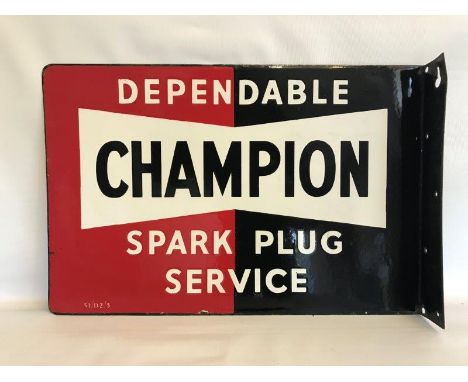 DEPENDABLE
CHAMPION
SPARK PLUG
SERVICE